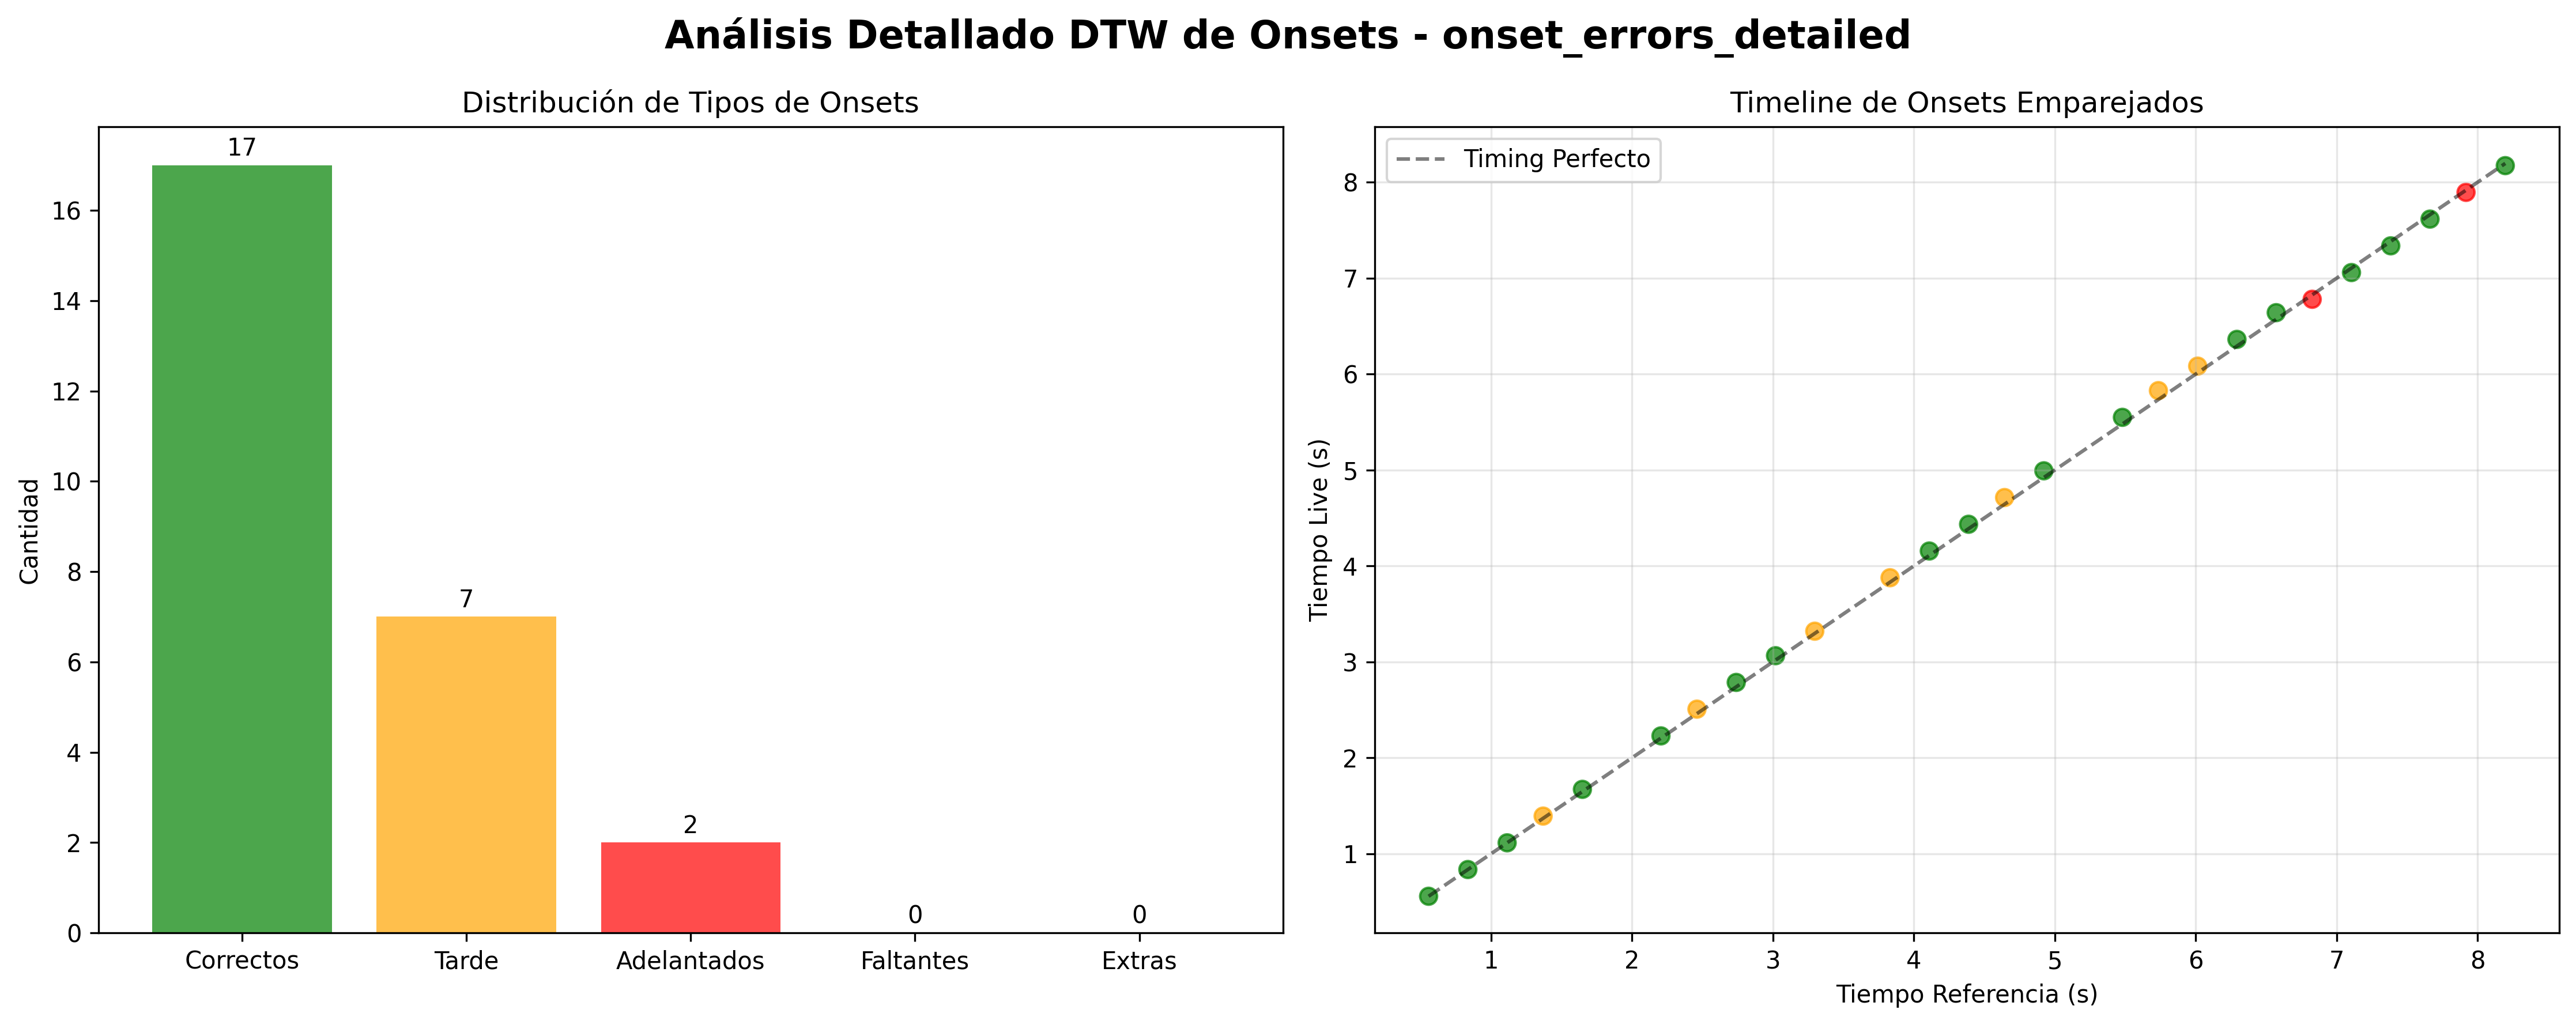 Análisis Detallado DTW de Onsets - onset_errors_detailed
Distribución de Tipos de Onsets
Cantidad
16
14
12
10
8
6
4
2
0
17
7
2
0
0
Correctos
Tarde
Adelantados
Faltantes
Extras
Timeline de Onsets Emparejados
Timing Perfecto
Tiempo Live (s)
8
7
6
5
4
3
2
1
1
2
3
4
5
6
7
8
Tiempo Referencia (s)